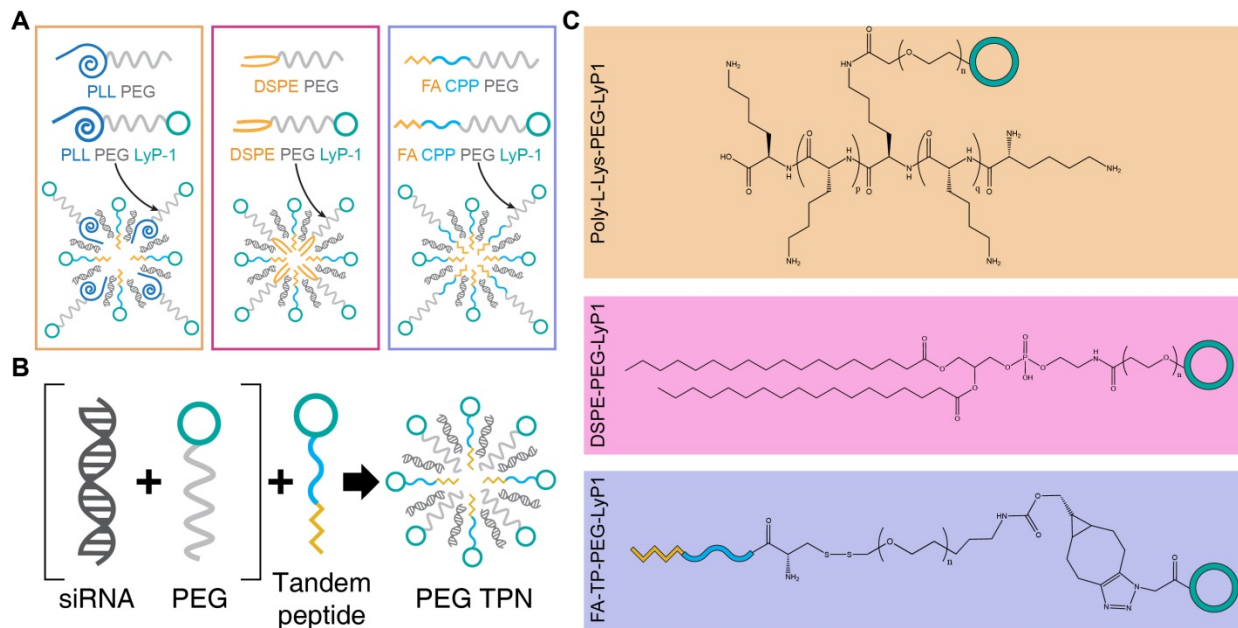 A
PLL PEG
PLL PEG LyP-1
DSPE PEG
DSPE PEG LyP-1
FA CPP PEG
FA CPP PEG LyP-1
B
siRNA
+
PEG
+
Tandem
peptide
PEG TPN
C
Poly-L-Lys-PEG-LyP1
NH2
NH2
HO
O
N
H
O
H
N
p
NH2
O
NH
O
O
n
N
H
O
H
N
q
NH2
O
NH2
NH2
DSPE-PEG-LyP1
O
O
O
O
O
P
O
OH
O
H
N
O
O
n
FA-TP-PEG-LyP1
O
NH2
S
S
O
n
H
N
O
O
N
N
N
O